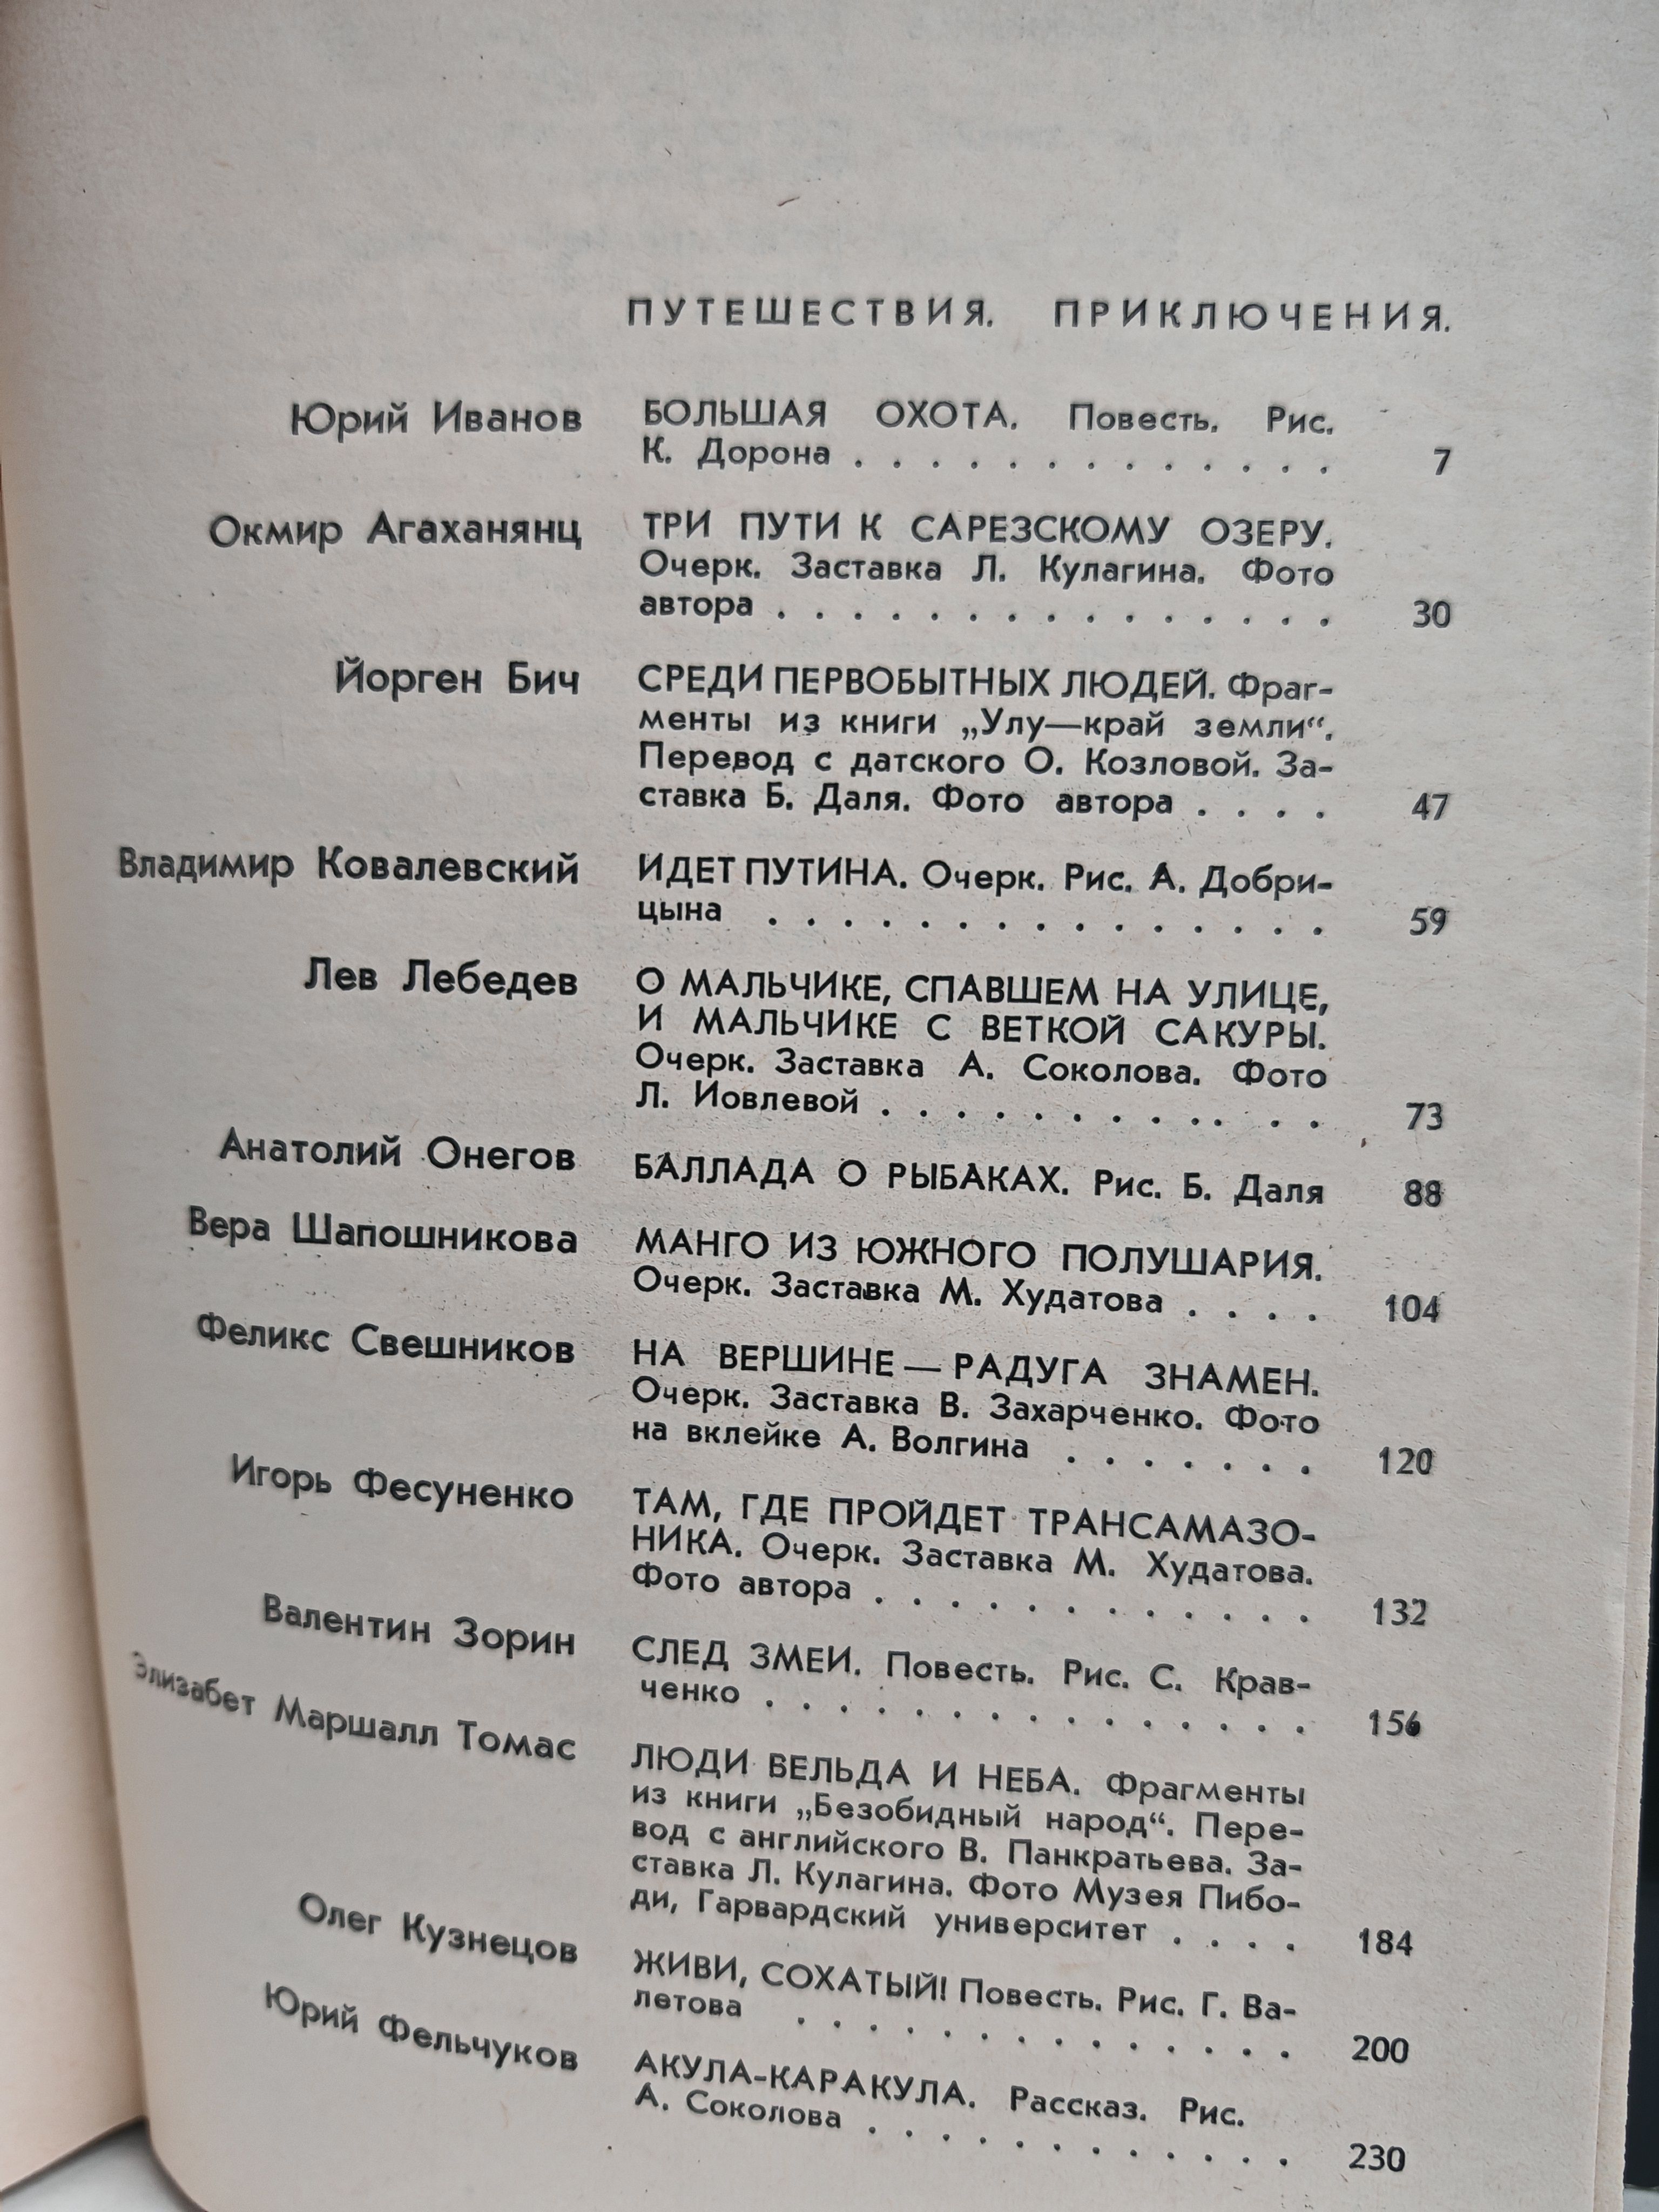 ПУТЕШЕСТВИЯ. ПРИКЛЮЧЕНИЯ.
Юрий Иванов БОЛЬШАЯ ОХОТА. Повесть. Рис.
К. Дорона . . . . . . . . . . . . . 7
Окмир Агаханянц ТРИ ПУТИ К САРЕЗСКОМУ ОЗЕРУ.
Очерк. Заставка Л. Кулагина. Фото
автора . . . . . . . . . . . . . . . 30
Йорген Бич СРЕДИ ПЕРВОБЫТНЫХ ЛЮДЕЙ. Фраг-
менты из книги „Улу—край земли“.
Перевод с датского О. Козловой. За-
ставка Б. Даля. Фото автора . . . . 47
Владимир Ковалевский ИДЕТ ПУТИНА. Очерк. Рис. А. Добри-
цына . . . . . . . . . . . . . . . 59
Лев Лебедев О МАЛЬЧИКЕ, СПАВШЕМ НА УЛИЦЕ,
И МАЛЬЧИКЕ С ВЕТКОЙ САКУРЫ.
Очерк. Заставка А. Соколова. Фото
Л. Иовлевой . . . . . . . . . . . . 73
Анатолий Онегов БАЛЛАДА О РЫБАКАХ. Рис. Б. Даля 88
Вера Шапошникова МАНГО ИЗ ЮЖНОГО ПОЛУШАРИЯ.
Очерк. Заставка М. Худатова . . . . 104
Феликс Свешников НА ВЕРШИНЕ — РАДУГА ЗНАМЕН.
Очерк. Заставка В. Захарченко. Фото
на вклейке А. Волгина . . . . . . . 120
Игорь Фесуненко ТАМ, ГДЕ ПРОЙДЕТ ТРАНСАМАЗО-
НИКА. Очерк. Заставка М. Худатова.
Фото автора . . . . . . . . . . . . 132
Валентин Зорин СЛЕД ЗМЕИ. Повесть. Рис. С. Крав-
ченко . . . . . . . . . . . . . . . 156
Элизабет Маршалл Томас ЛЮДИ ВЕЛЬДА И НЕБА. Фрагменты
из книги „Безобидный народ“. Пере-
вод с английского В. Панкратьева. За-
ставка Л. Кулагина. Фото Музея Пибо-
ди, Гарвардский университет . . . . 184
Олег Кузнецов ЖИВИ, СОХАТЫЙ! Повесть. Рис. Г. Ва-
летова . . . . . . . . . . . . . . 200
Юрий Фельчуков АКУЛА-КАРАКУЛА. Рассказ. Рис.
А. Соколова . . . . . . . . . . . . 230